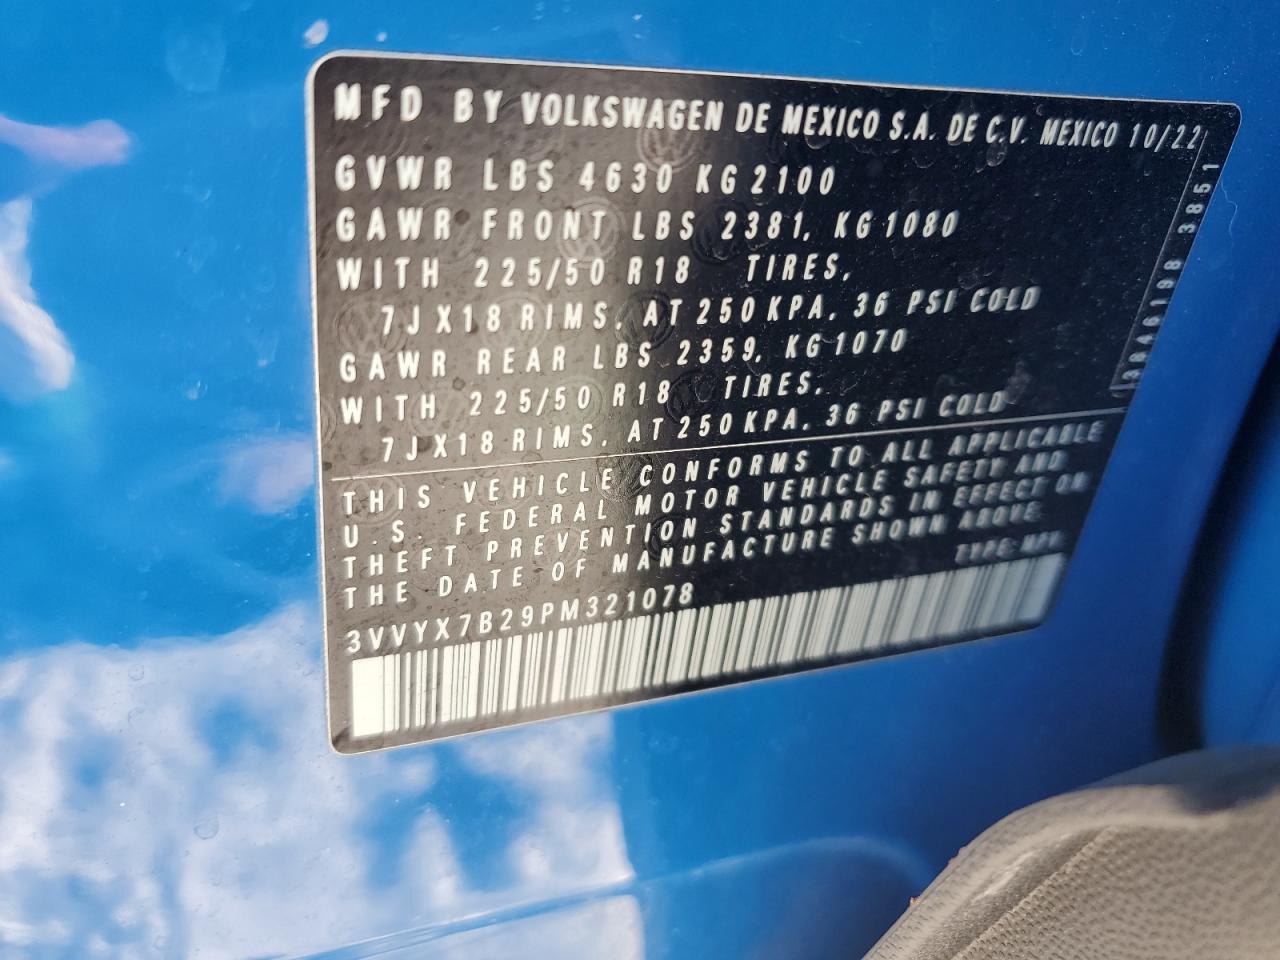 MFD BY VOLKSWAGEN DE MEXICO S.A. DE C.V. MEXICO 10/22
GVWR LBS 4630 KG 2100
GAWR FRONT LBS 2381, KG 1080
WITH 225/50 R18 TIRES,
7J X18 RIMS, AT 250 KPA, 36 PSI COLD
GAWR REAR LBS 2359, KG 1070
WITH 225/50 R18 TIRES,
7J X18 RIMS, AT 250 KPA, 36 PSI COLD
THIS VEHICLE CONFORMS TO ALL APPLICABLE
U.S. FEDERAL MOTOR VEHICLE SAFETY AND
THEFT PREVENTION STANDARDS IN EFFECT ON
THE DATE OF MANUFACTURE SHOWN ABOVE.
TYPE: MPV
3VVYX7B29PM321078
3851